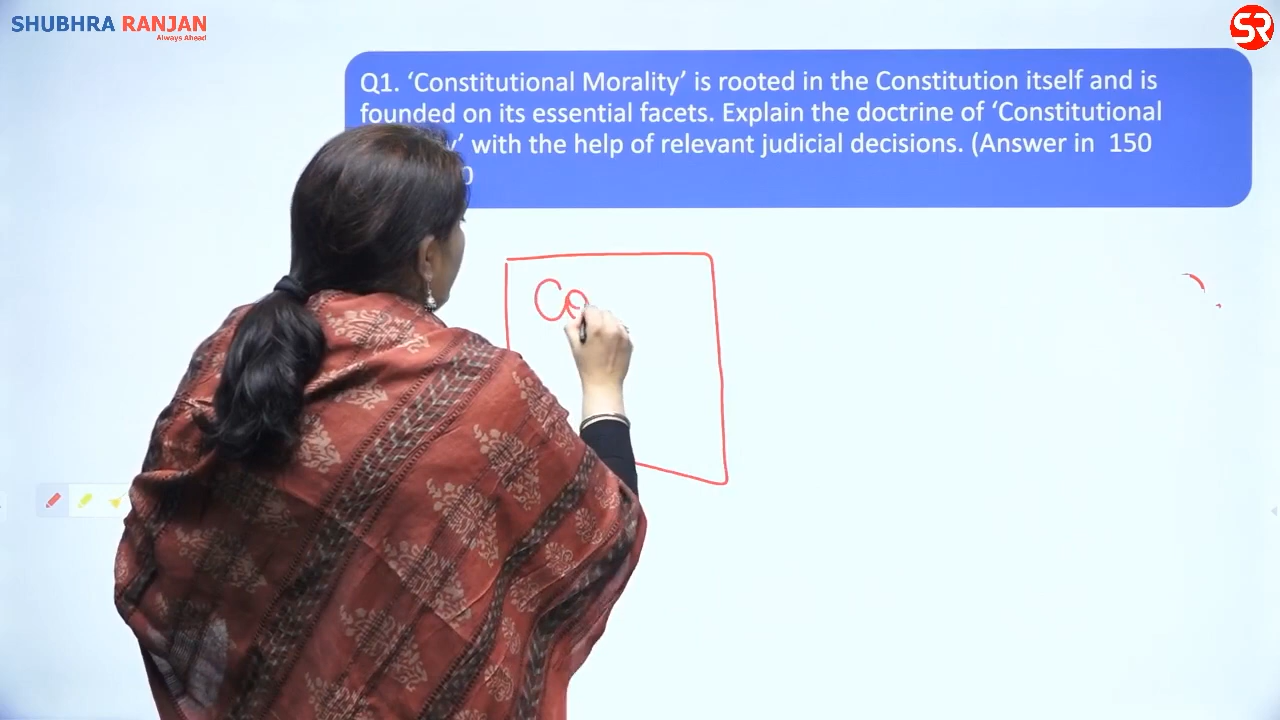 SHUBHRA RANJAN
Always Ahead
SR
Q1. ‘Constitutional Morality’ is rooted in the Constitution itself and is
founded on its essential facets. Explain the doctrine of ‘Constitutional
y’ with the help of relevant judicial decisions. (Answer in 150
Co